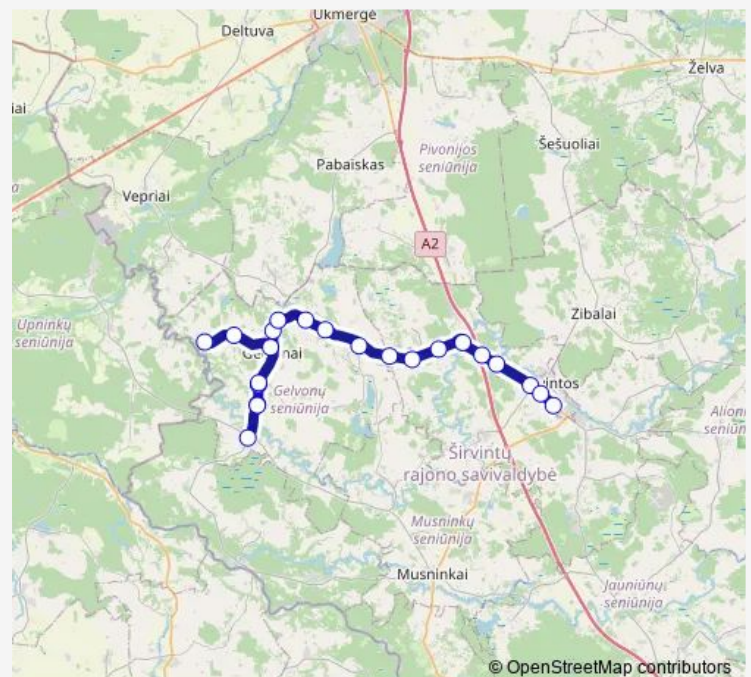 Ukmergė
Deltuva
Želva
iai
Pivonijos
seniūnija
Šešuoliai
Pabaiskas
Vepriai
A2
Zibalai
Upninkų
seniūnija
Gelvonų
seniūnija
Širvintų
rajono savivaldybė
Musninkų
seniūnija
Musninkai
Jauniūnų
seniūnija
© OpenStreetMap contributors